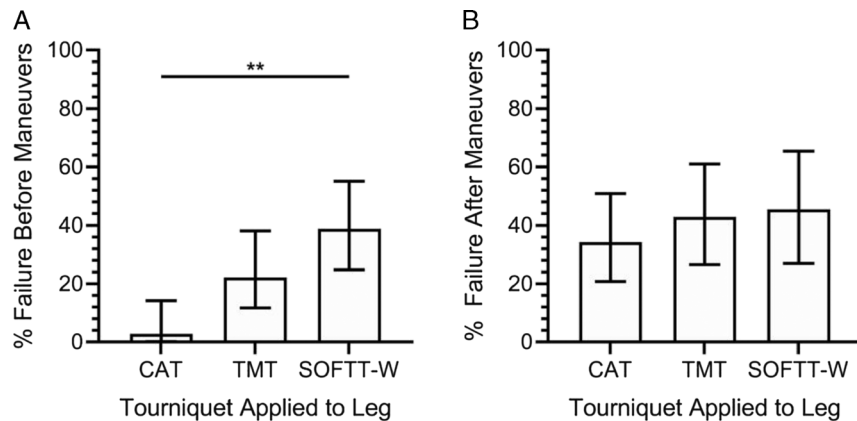 A
% Failure Before Maneuvers
100
80
60
40
20
0
**
CAT TMT SOFTT-W
Tourniquet Applied to Leg
B
% Failure After Maneuvers
100
80
60
40
20
0
CAT TMT SOFTT-W
Tourniquet Applied to Leg